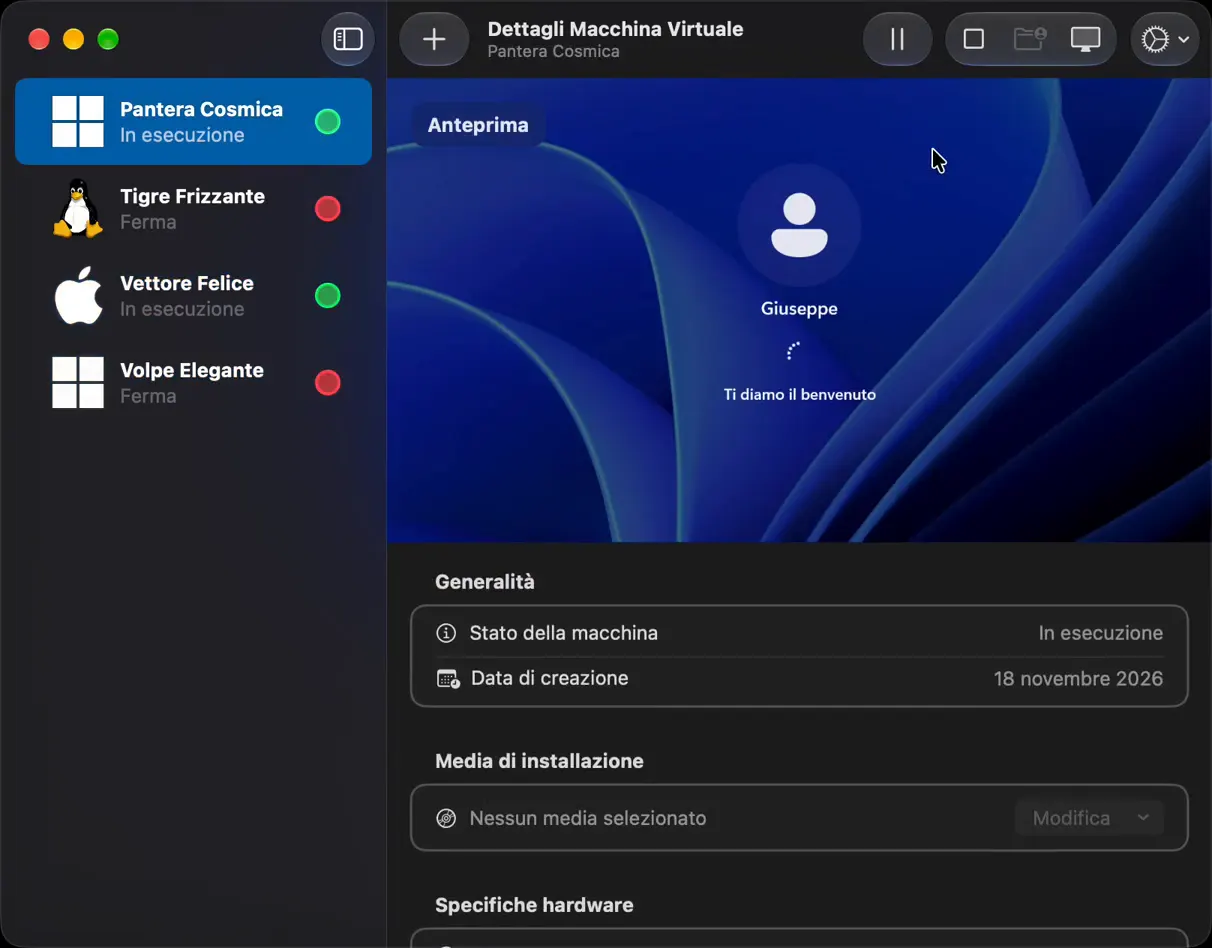 Dettagli Macchina Virtuale
Pantera Cosmica
Pantera Cosmica
In esecuzione
Tigre Frizzante
Ferma
Vettore Felice
In esecuzione
Volpe Elegante
Ferma
Anteprima
Giuseppe
Ti diamo il benvenuto
Generalità
Stato della macchina In esecuzione
Data di creazione 18 novembre 2026
Media di installazione
Nessun media selezionato Modifica
Specifiche hardware